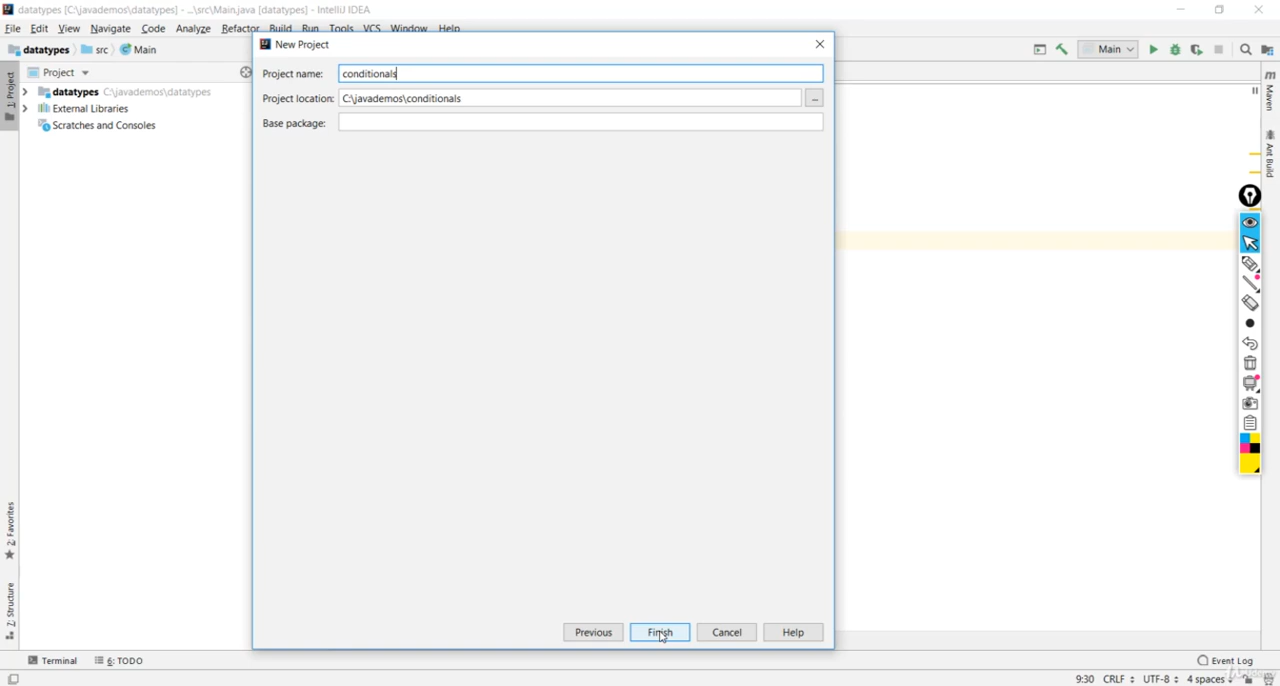 datatypes [C:\javademos\datatypes] - ...\src\Main.java [datatypes] - IntelliJ IDEA
File Edit View Navigate Code Analyze Refactor Build Run Tools VCS Window Help
datatypes src Main
Main
New Project
Project name: conditionals
Project location: C:\javademos\conditionals
...
Base package:
1: Project
Project
datatypes C:\javademos\datatypes
External Libraries
Scratches and Consoles
Maven
Ant Build
2: Favorites
7: Structure
Previous Finish Cancel Help
Terminal 6: TODO
Event Log
9:30 CRLF UTF-8 4 spaces